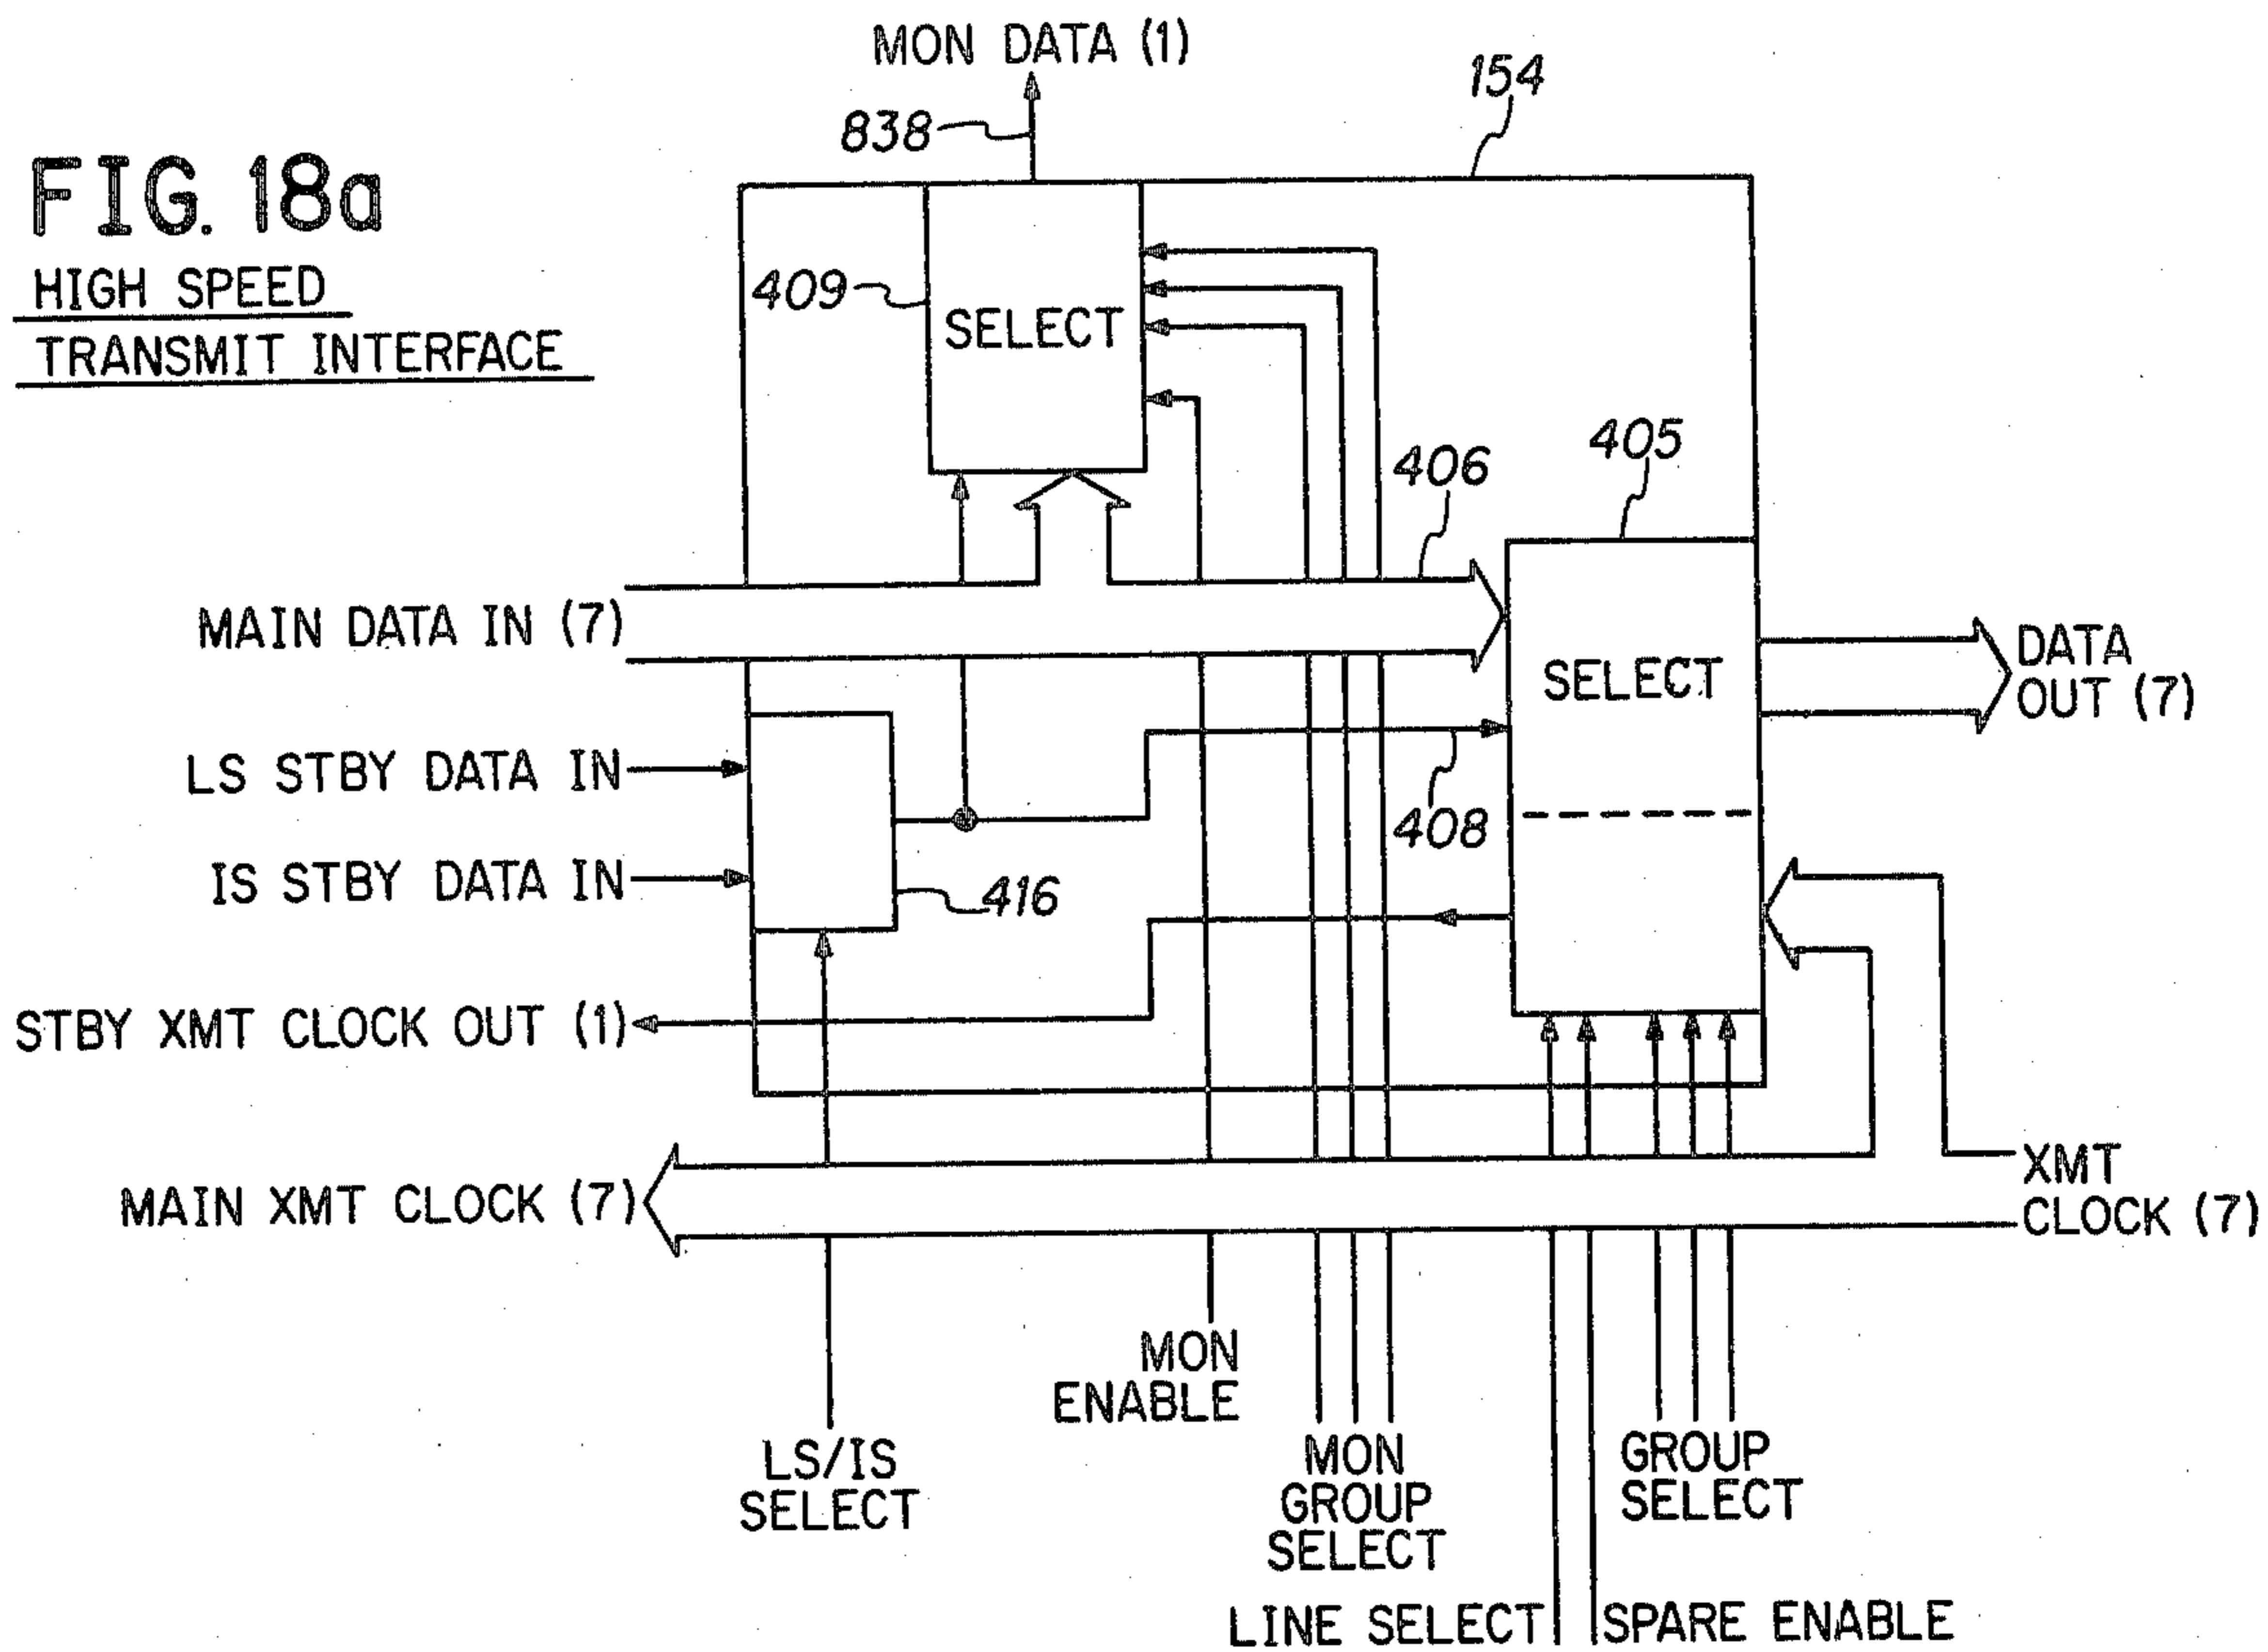 MON DATA (1)
838
154
FIG. 18a
HIGH SPEED
TRANSMIT INTERFACE
409
SELECT
406
405
MAIN DATA IN (7)
SELECT
DATA
OUT (7)
LS STBY DATA IN
408
IS STBY DATA IN
416
STBY XMT CLOCK OUT (1)
MAIN XMT CLOCK (7)
XMT
CLOCK (7)
MON
ENABLE
LS/IS
SELECT
MON
GROUP
SELECT
GROUP
SELECT
LINE SELECT
SPARE ENABLE